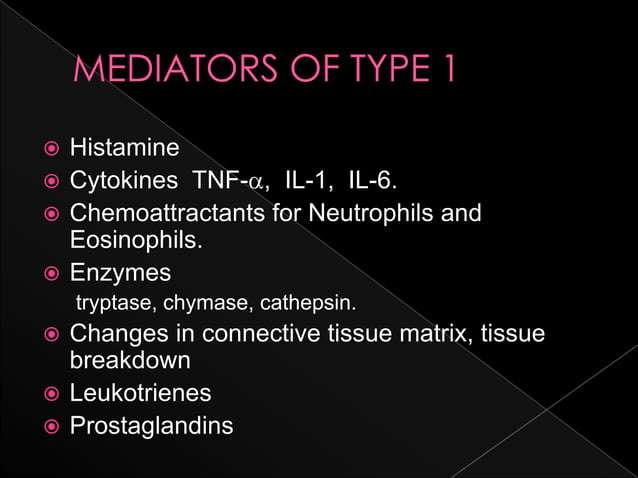 MEDIATORS OF TYPE 1
Histamine
Cytokines TNF-α, IL-1, IL-6.
Chemoattractants for Neutrophils and
Eosinophils.
Enzymes
tryptase, chymase, cathepsin.
Changes in connective tissue matrix, tissue
breakdown
Leukotrienes
Prostaglandins